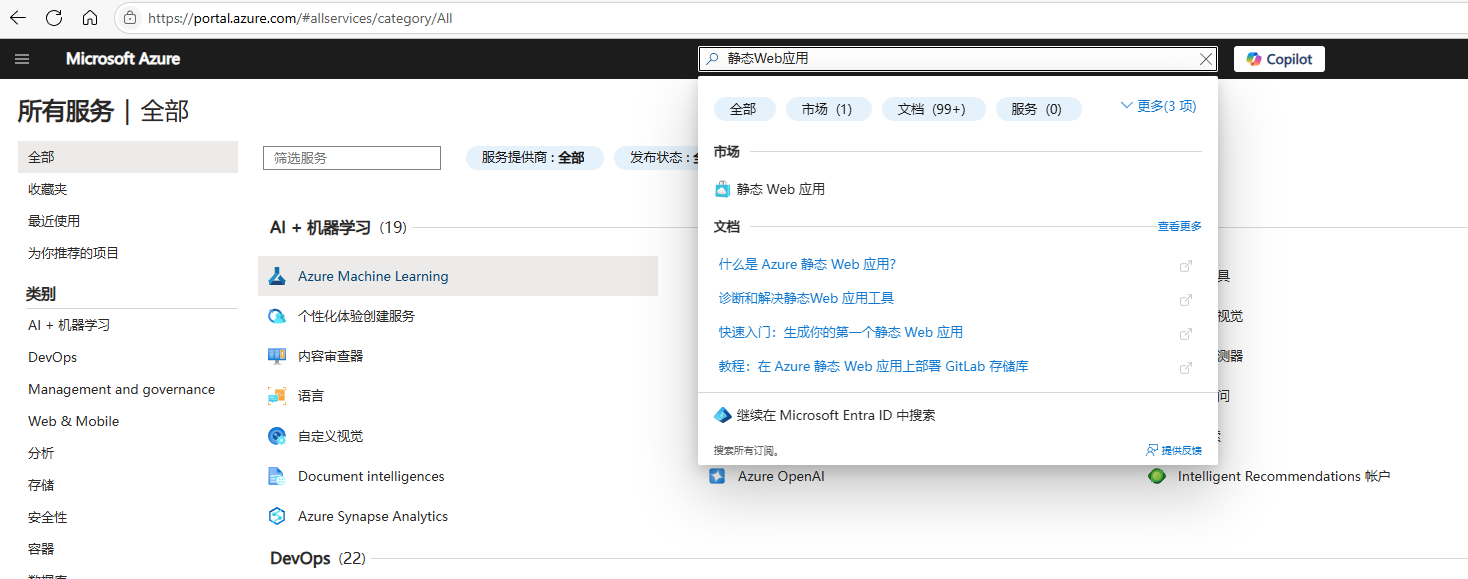 https://portal.azure.com/#allservices/category/All
Microsoft Azure
静态Web应用
Copilot
所有服务 | 全部
全部
收藏夹
最近使用
为你推荐的项目
类别
AI + 机器学习
DevOps
Management and governance
Web & Mobile
分析
存储
安全性
容器
数据库
筛选服务
服务提供商 : 全部
发布状态 :
AI + 机器学习 (19)
Azure Machine Learning
个性化体验创建服务
内容审查器
语言
自定义视觉
Document intelligences
Azure Synapse Analytics
Azure OpenAI
具
视觉
测器
问
Intelligent Recommendations 帐户
DevOps (22)
全部
市场 (1)
文档 (99+)
服务 (0)
更多(3 项)
市场
静态 Web 应用
文档
查看更多
什么是 Azure 静态 Web 应用?
诊断和解决静态Web 应用工具
快速入门：生成你的第一个静态 Web 应用
教程：在 Azure 静态 Web 应用上部署 GitLab 存储库
继续在 Microsoft Entra ID 中搜索
搜索所有订阅。
提供反馈